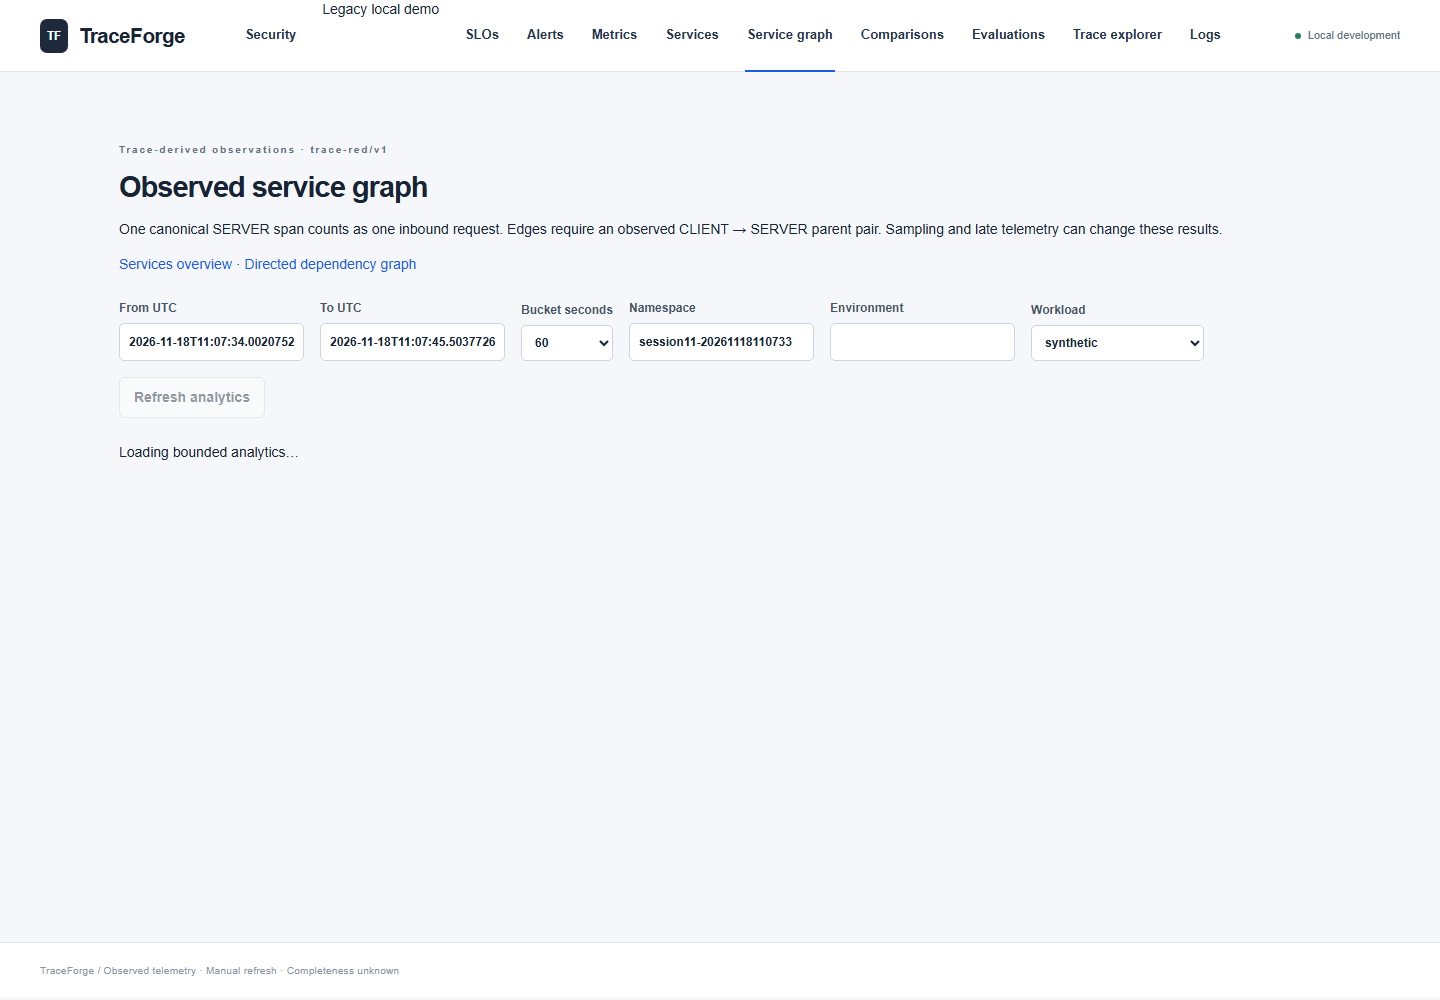 Legacy local demo
TF TraceForge Security SLOs Alerts Metrics Services Service graph Comparisons Evaluations Trace explorer Logs Local development
Trace-derived observations · trace-red/v1
Observed service graph
One canonical SERVER span counts as one inbound request. Edges require an observed CLIENT → SERVER parent pair. Sampling and late telemetry can change these results.
Services overview · Directed dependency graph
From UTC To UTC Bucket seconds Namespace Environment Workload
2026-11-18T11:07:34.0020752 2026-11-18T11:07:45.5037726 60 session11-20261118110733 synthetic
Refresh analytics
Loading bounded analytics…
TraceForge / Observed telemetry · Manual refresh · Completeness unknown